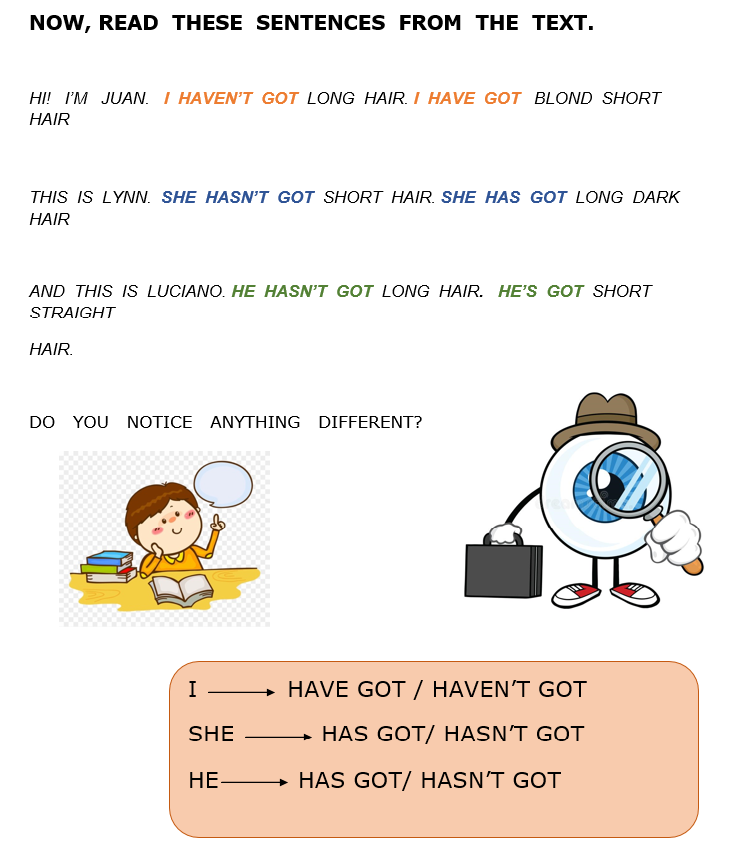 NOW, READ THESE SENTENCES FROM THE TEXT.
HI! I'M JUAN. I HAVEN'T GOT LONG HAIR. I HAVE GOT BLOND SHORT
HAIR
THIS IS LYNN. SHE HASN'T GOT SHORT HAIR. SHE HAS GOT LONG DARK
HAIR
AND THIS IS LUCIANO. HE HASN'T GOT LONG HAIR. HE'S GOT SHORT
STRAIGHT
HAIR.
DO YOU NOTICE ANYTHING DIFFERENT?
I → HAVE GOT / HAVEN'T GOT
SHE → HAS GOT/ HASN'T GOT
HE → HAS GOT/ HASN'T GOT